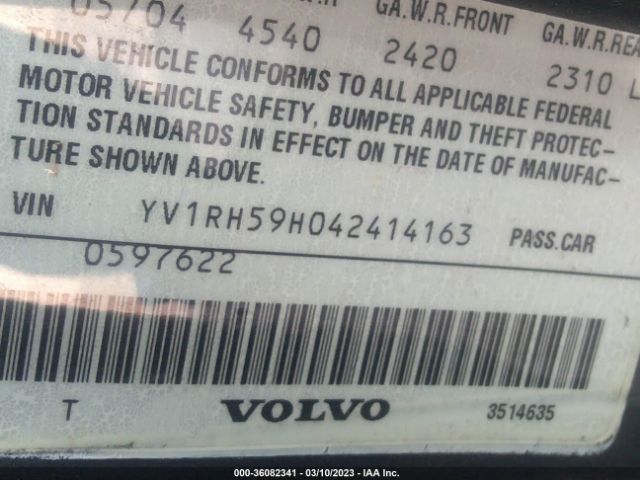 05/04 4540 2420 2310 L
GA.W.R.FRONT GA.W.R.REA
THIS VEHICLE CONFORMS TO ALL APPLICABLE FEDERAL
MOTOR VEHICLE SAFETY, BUMPER AND THEFT PROTEC-
TION STANDARDS IN EFFECT ON THE DATE OF MANUFAC-
TURE SHOWN ABOVE.
VIN YV1RH59H042414163 PASS.CAR
0597622
T VOLVO 3514635
000-36082341 - 03/10/2023 - IAA Inc.